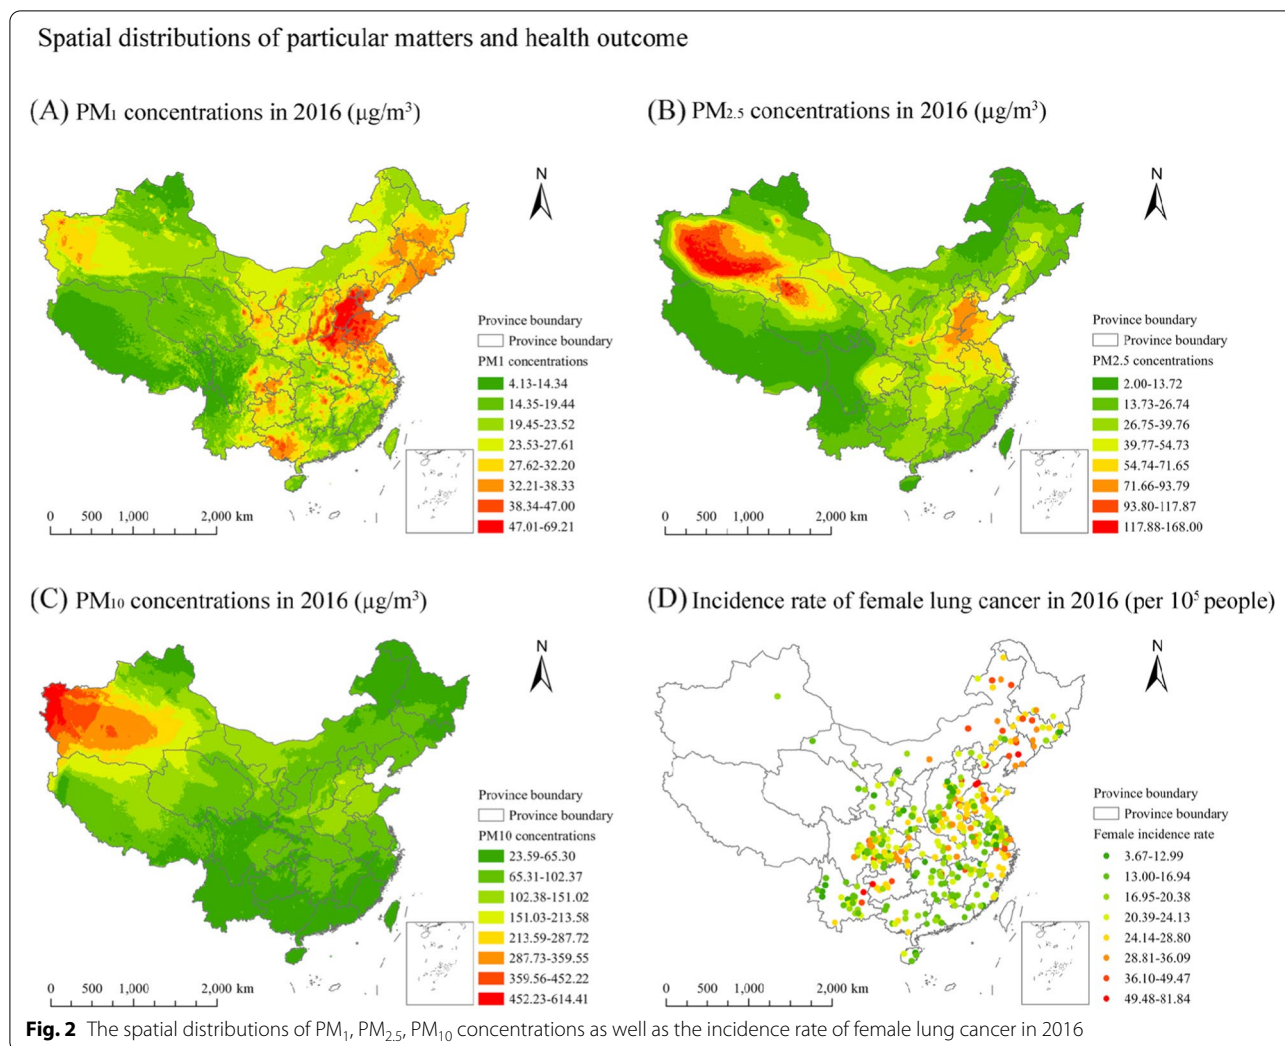 Spatial distributions of particular matters and health outcome
(A) PM1 concentrations in 2016 (μg/m³)
N
Province boundary
Province boundary
PM1 concentrations
4.13-14.34
14.35-19.44
19.45-23.52
23.53-27.61
27.62-32.20
32.21-38.33
38.34-47.00
47.01-69.21
0 500 1,000 2,000 km
(B) PM2.5 concentrations in 2016 (μg/m³)
N
Province boundary
Province boundary
PM2.5 concentrations
2.00-13.72
13.73-26.74
26.75-39.76
39.77-54.73
54.74-71.65
71.66-93.79
93.80-117.87
117.88-168.00
0 500 1,000 2,000 km
(C) PM10 concentrations in 2016 (μg/m³)
N
Province boundary
Province boundary
PM10 concentrations
23.59-65.30
65.31-102.37
102.38-151.02
151.03-213.58
213.59-287.72
287.73-359.55
359.56-452.22
452.23-614.41
0 500 1,000 2,000 km
(D) Incidence rate of female lung cancer in 2016 (per 10⁵ people)
N
Province boundary
Province boundary
Female incidence rate
3.67-12.99
13.00-16.94
16.95-20.38
20.39-24.13
24.14-28.80
28.81-36.09
36.10-49.47
49.48-81.84
0 500 1,000 2,000 km
Fig. 2 The spatial distributions of PM1, PM2.5, PM10 concentrations as well as the incidence rate of female lung cancer in 2016